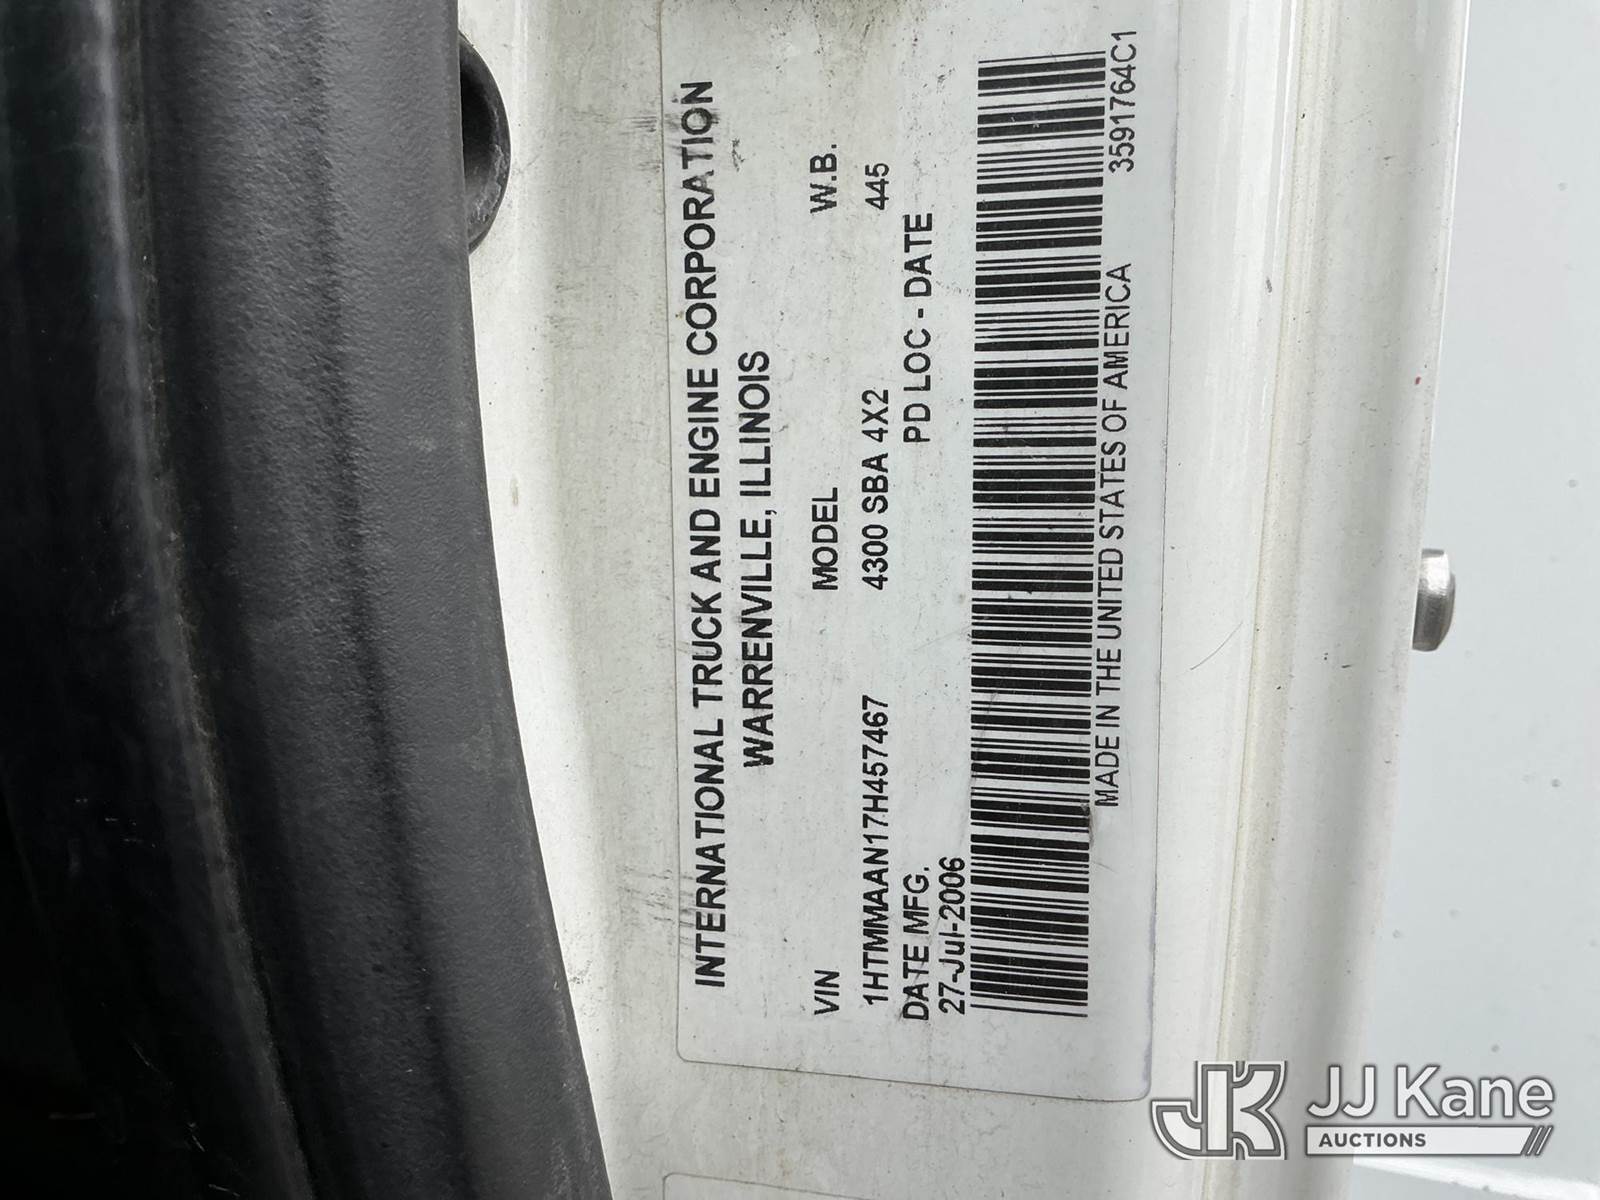 INTERNATIONAL TRUCK AND ENGINE CORPORATION
WARRENVILLE, ILLINOIS
VIN MODEL W.B.
1HTMMAAN17H457467 4300 SBA 4X2 445
DATE MFG. PD LOC - DATE
27-Jul-2006
MADE IN THE UNITED STATES OF AMERICA 3591764C1
JK JJ Kane
AUCTIONS